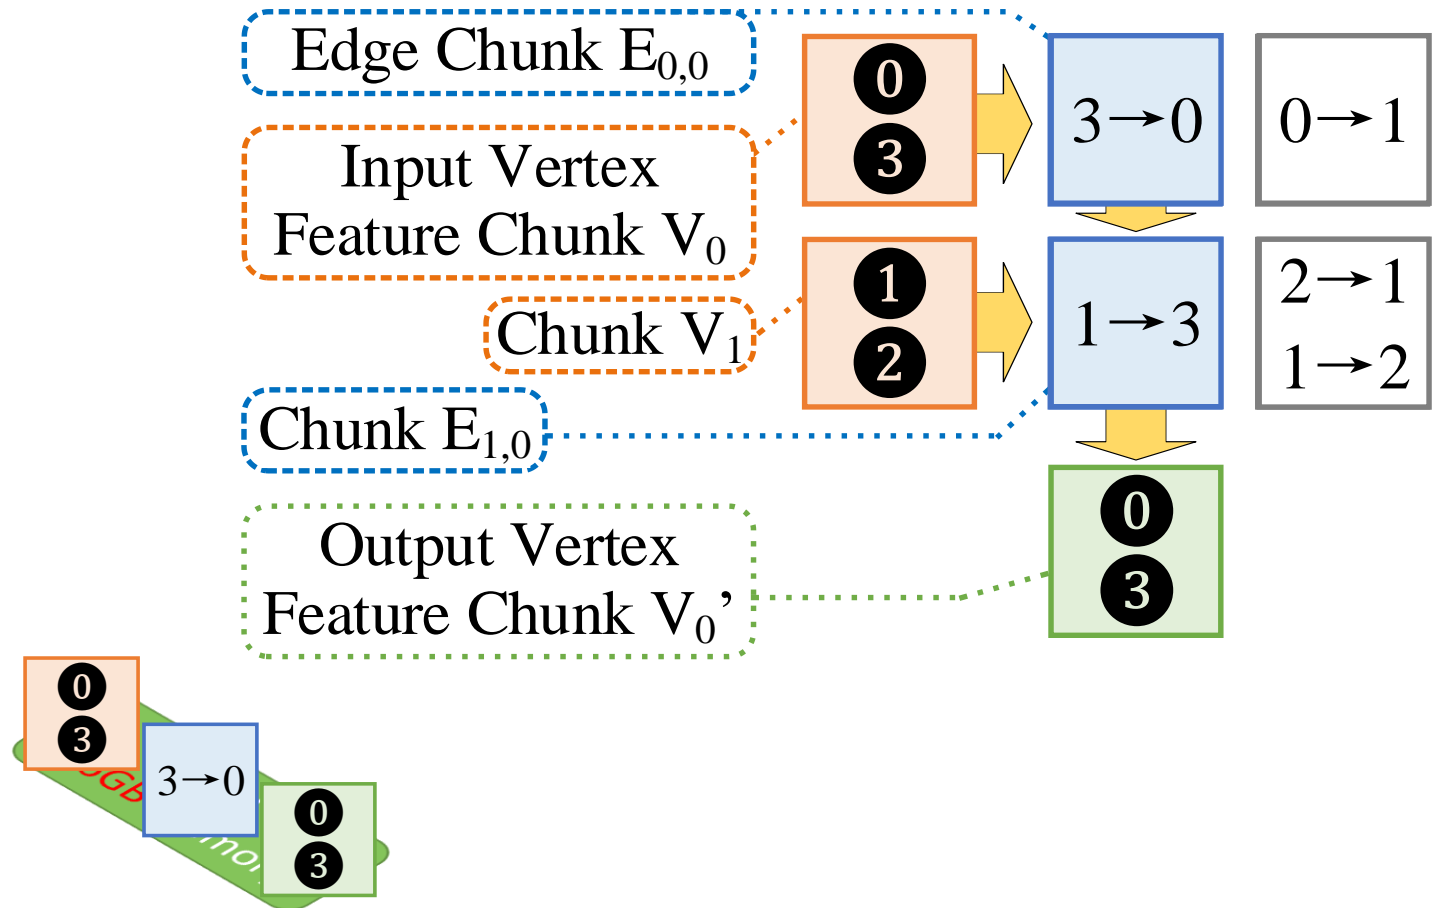 Edge Chunk E0,0
0
3
3→0
0→1
Input Vertex
Feature Chunk V0
1
2
1→3
2→1
1→2
Chunk V1
Chunk E1,0
Output Vertex
Feature Chunk V0’
0
3
0
3
3→0
0
3